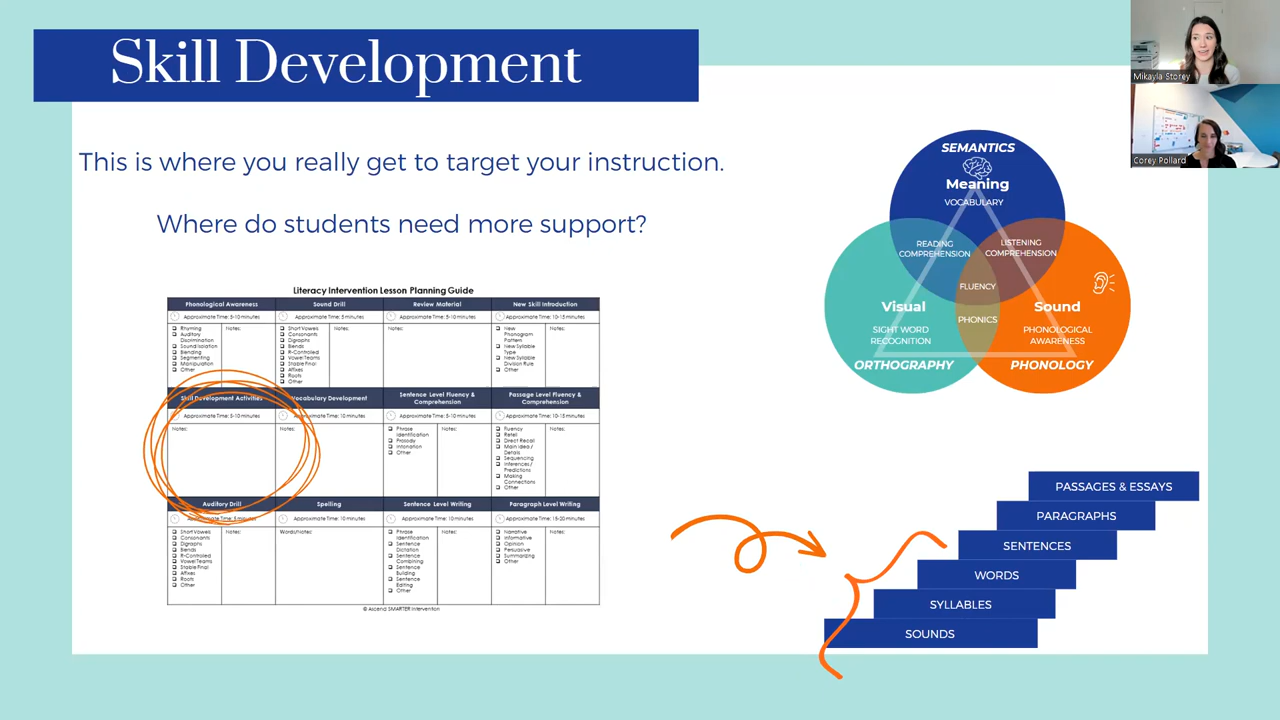 Skill Development
Mikayla Storey
Corey Pollard
This is where you really get to target your instruction.
Where do students need more support?
SEMANTICS
Meaning
VOCABULARY
READING
COMPREHENSION
LISTENING
COMPREHENSION
FLUENCY
PHONICS
Visual
SIGHT WORD
RECOGNITION
ORTHOGRAPHY
Sound
PHONOLOGICAL
AWARENESS
PHONOLOGY
Literacy Intervention Lesson Planning Guide
Phonological Awareness
Approximate Time: 5-10 minutes
Rhyming
Auditory
Discrimination
Sound Isolation
Blending
Segmenting
Manipulation
Other
Notes:
Sound Drill
Approximate Time: 5 minutes
Short Vowels
Consonants
Digraphs
Blends
R-Controlled
Vowel Teams
Stable Final
Affixes
Roots
Other
Notes:
Review Material
Approximate Time: 5-10 minutes
Notes:
New Skill Introduction
Approximate Time: 10-15 minutes
New
Phonogram
Pattern
New Syllable
Type
New Syllable
Division Rule
Other
Notes:
Skill Development Activities
Approximate Time: 5-10 minutes
Notes:
Vocabulary Development
Approximate Time: 10 minutes
Notes:
Sentence Level Fluency &
Comprehension
Approximate Time: 5-10 minutes
Phrase
Identification
Prosody
Intonation
Other
Notes:
Passage Level Fluency &
Comprehension
Approximate Time: 10-15 minutes
Fluency
Retell
Direct Recall
Main Idea /
Details
Sequencing
Inferences /
Predictions
Making
Connections
Other
Notes:
Auditory Drill
Approximate Time: 5 minutes
Short Vowels
Consonants
Digraphs
Blends
R-Controlled
Vowel Teams
Stable Final
Affixes
Roots
Other
Notes:
Spelling
Approximate Time: 10 minutes
Words/Notes:
Sentence Level Writing
Approximate Time: 10 minutes
Phrase
Identification
Sentence
Dictation
Sentence
Combining
Sentence
Building
Sentence
Editing
Other
Notes:
Paragraph Level Writing
Approximate Time: 15-20 minutes
Narrative
Informative
Opinion
Persuasive
Summarizing
Other
Notes:
© Ascend SMARTER Intervention
PASSAGES & ESSAYS
PARAGRAPHS
SENTENCES
WORDS
SYLLABLES
SOUNDS